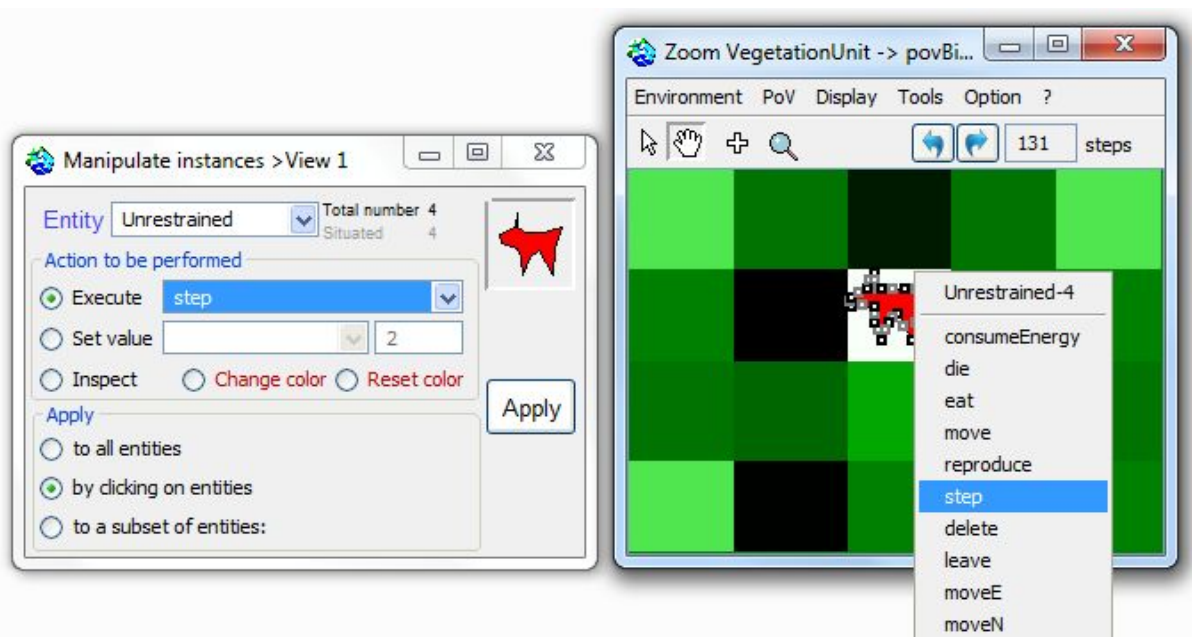 Manipulate instances >View 1
Entity Unrestrained Total number 4
Situated 4
Action to be performed
Execute step
Set value 2
Inspect Change color Reset color
Apply
Apply
to all entities
by clicking on entities
to a subset of entities:
Zoom VegetationUnit -> povBi...
Environment PoV Display Tools Option ?
131 steps
Unrestrained-4
consumeEnergy
die
eat
move
reproduce
step
delete
leave
moveE
moveN